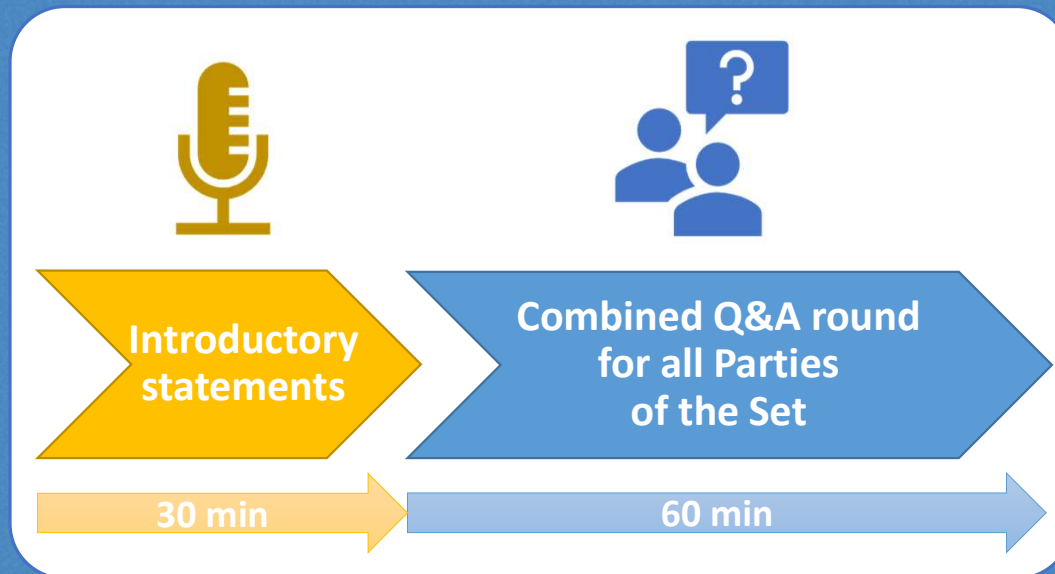 ?
Introductory
statements
Combined Q&A round
for all Parties
of the Set
30 min
60 min